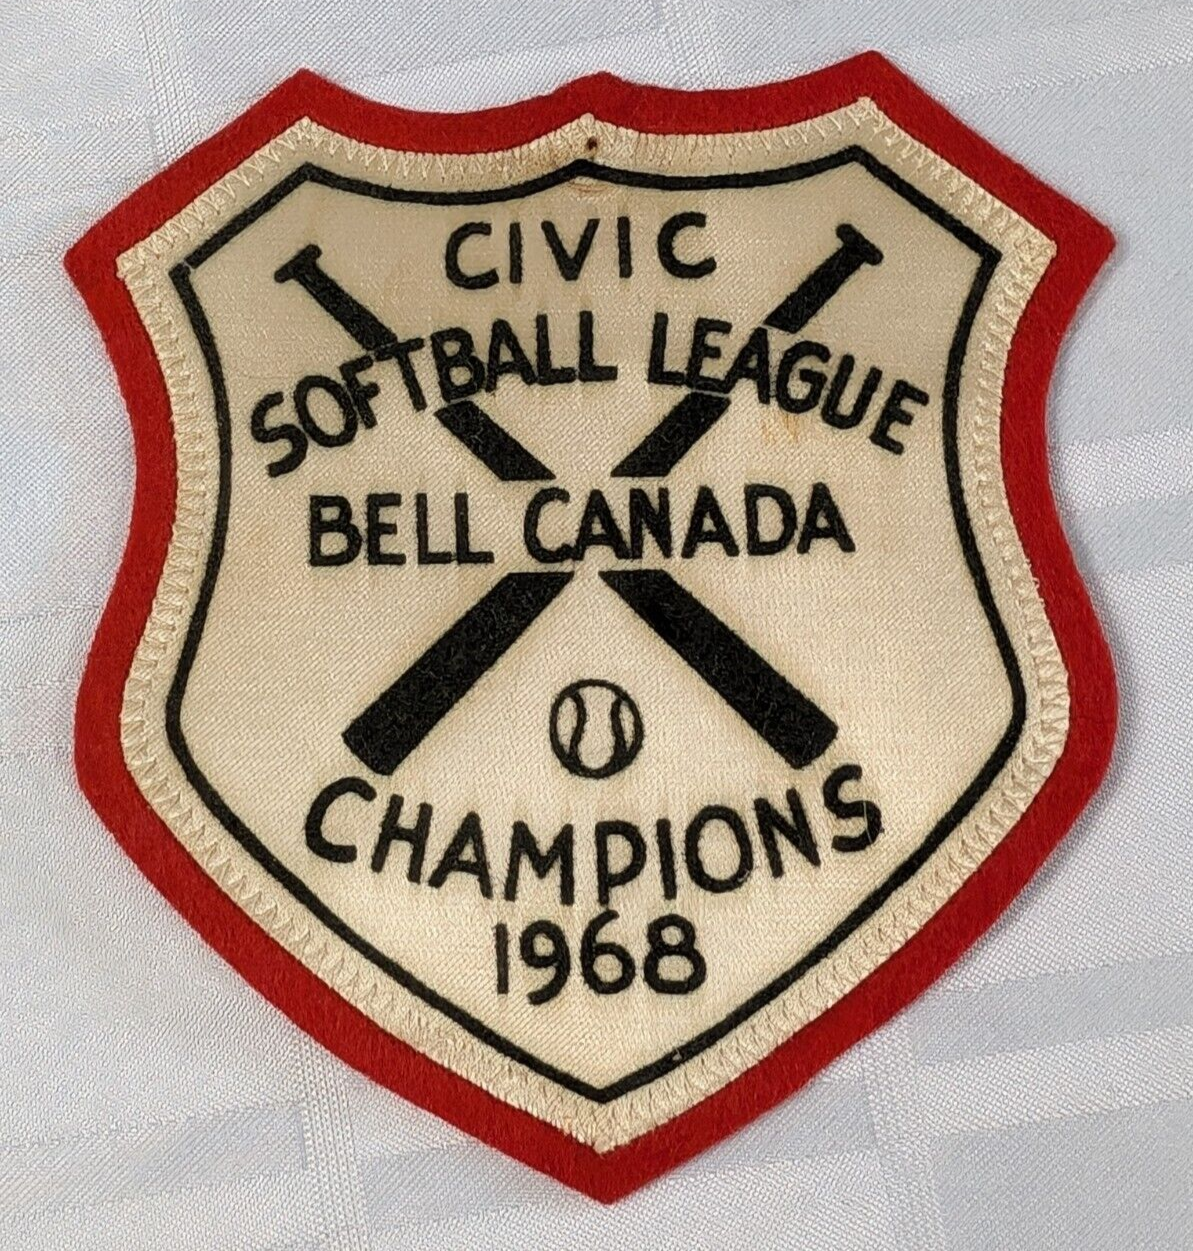 CIVIC
SOFTBALL LEAGUE
BELL CANADA
CHAMPIONS
1968